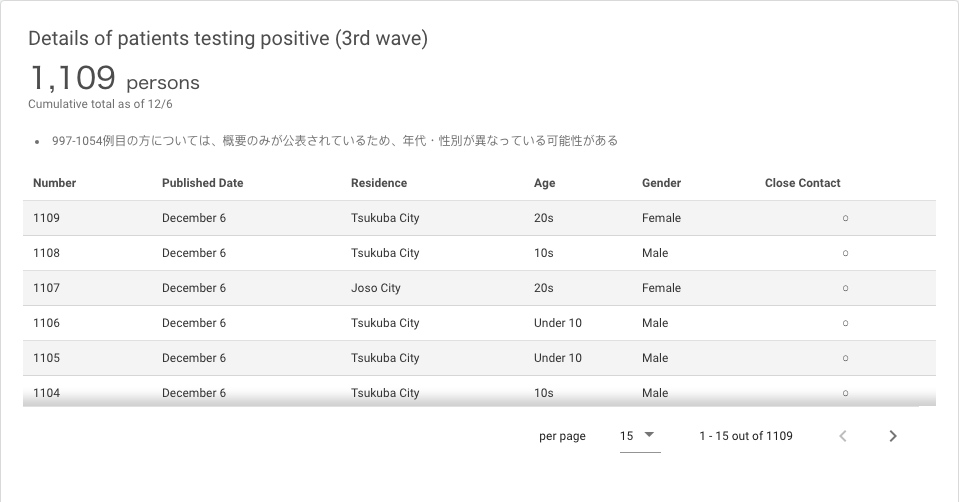 Details of patients testing positive (3rd wave)
1,109 persons
Cumulative total as of 12/6
• 997-1054例目の方については、概要のみが公表されているため、年代・性別が異なっている可能性がある
Number Published Date Residence Age Gender Close Contact
1109 December 6 Tsukuba City 20s Female ○
1108 December 6 Tsukuba City 10s Male ○
1107 December 6 Joso City 20s Female ○
1106 December 6 Tsukuba City Under 10 Male ○
1105 December 6 Tsukuba City Under 10 Male ○
1104 December 6 Tsukuba City 10s Male ○
per page 15 1 - 15 out of 1109